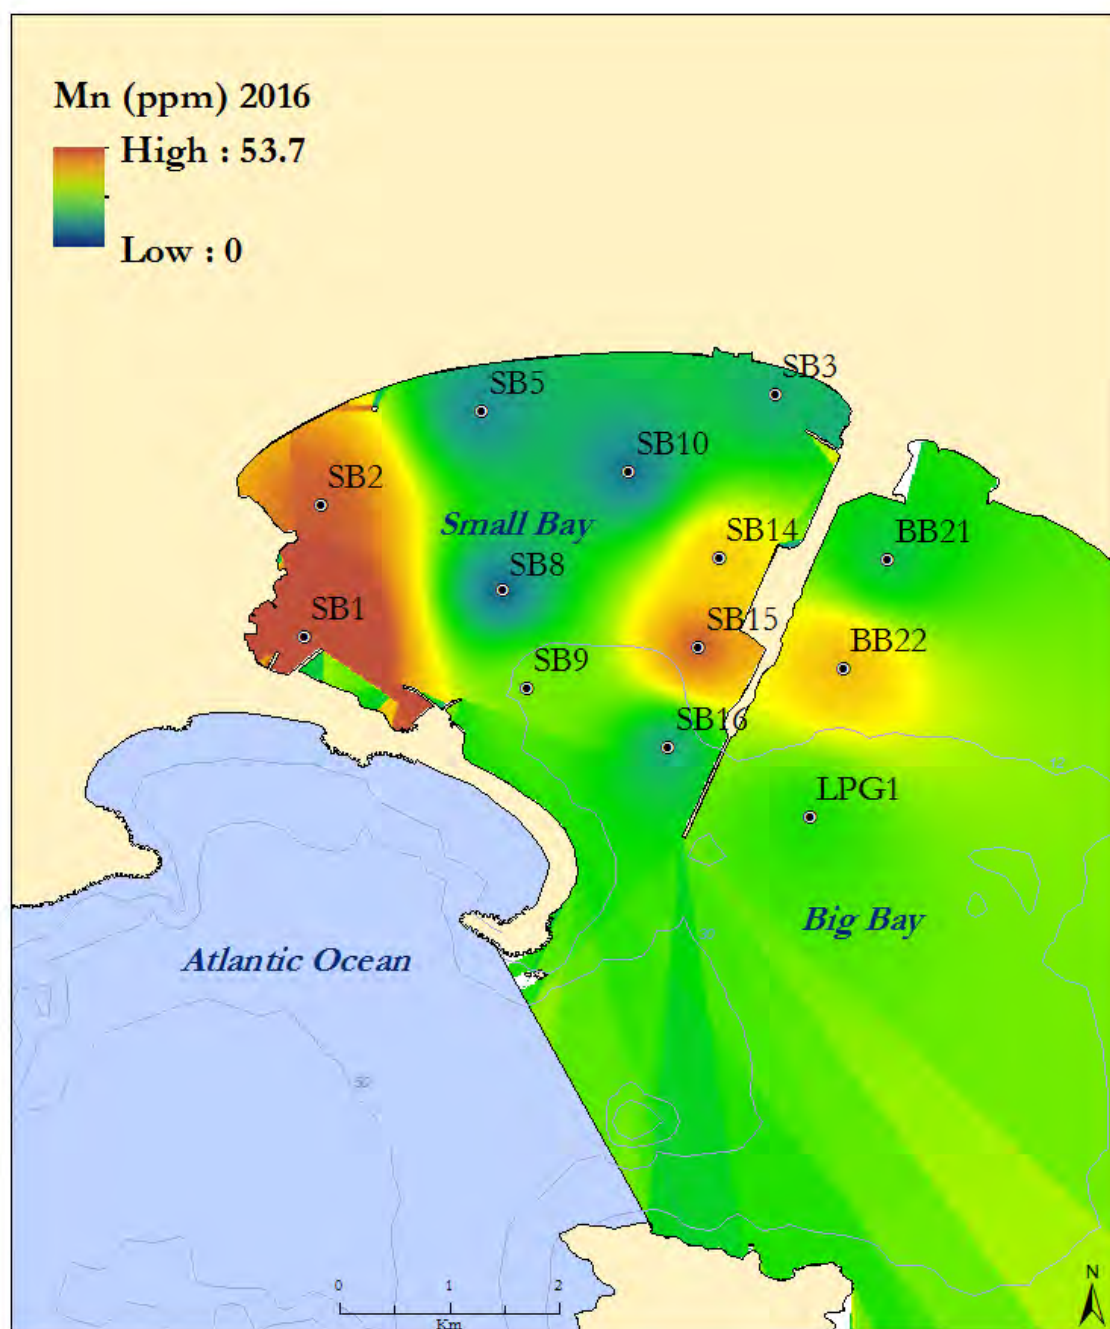 Mn (ppm) 2016
High : 53.7
Low : 0
SB3
SB5
SB10
SB2
Small Bay
SB14
BB21
SB8
SB1
SB15
BB22
SB9
SB16
LPG1
Big Bay
Atlantic Ocean
0 1 2
Km
N